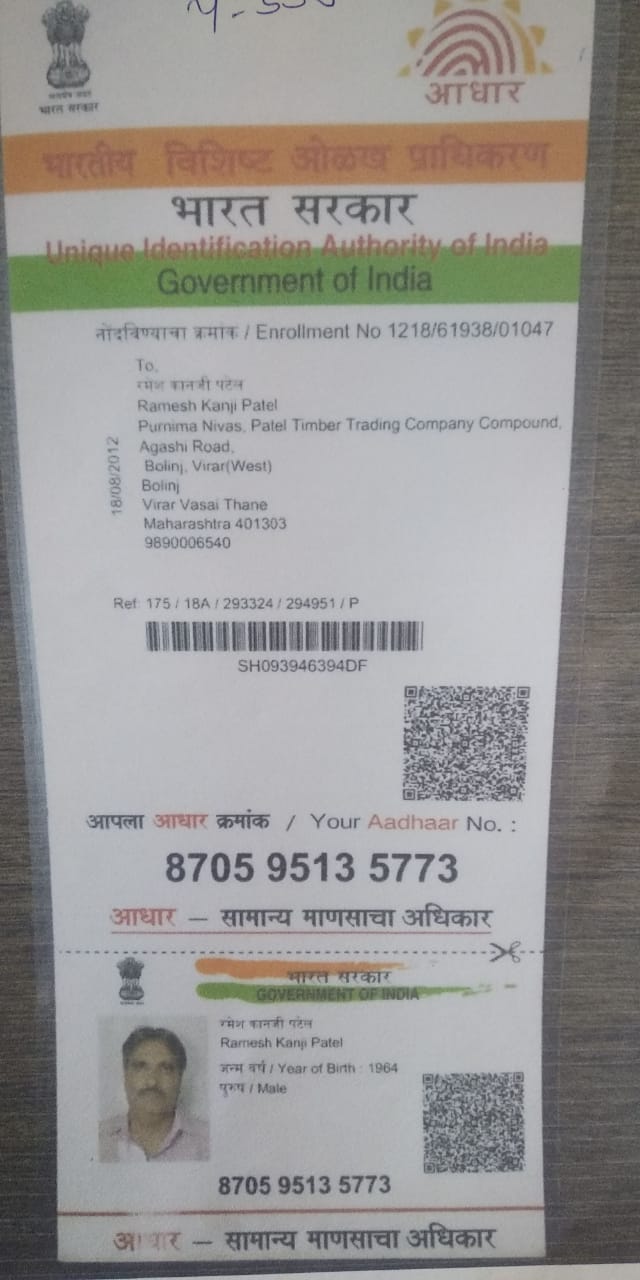 सत्यमेव जयते
भारत सरकार
आधार
भारतीय विशिष्ट ओळख प्राधिकरण
भारत सरकार
Unique Identification Authority of India
Government of India
नोंदविण्याचा क्रमांक / Enrollment No 1218/61938/01047
To,
रमेश कानजी पटेल
Ramesh Kanji Patel
Purnima Nivas, Patel Timber Trading Company Compound,
Agashi Road,
Bolinj, Virar(West)
Bolinj
Virar Vasai Thane
Maharashtra 401303
9890006540
18/08/2012
Ref: 175 / 18A / 293324 / 294951 / P
SH093946394DF
आपला आधार क्रमांक / Your Aadhaar No. :
8705 9513 5773
आधार – सामान्य माणसाचा अधिकार
भारत सरकार
GOVERNMENT OF INDIA
रमेश कानजी पटेल
Ramesh Kanji Patel
जन्म वर्ष / Year of Birth : 1964
पुरुष / Male
8705 9513 5773
आधार – सामान्य माणसाचा अधिकार